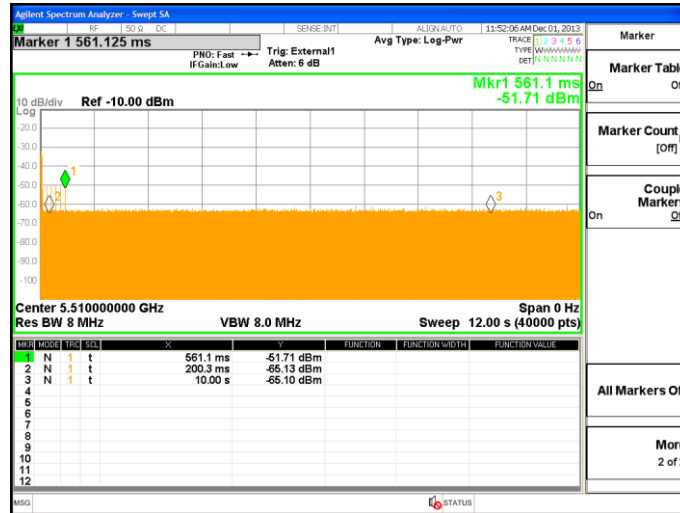 Agilent Spectrum Analyzer - Swept SA
RF 50 Ω DC SENSE:INT ALIGNAUTO 11:52:06 AM Dec 01, 2013
Marker 1 561.125 ms
PNO: Fast
IFGain:Low
Trig: External1
Atten: 6 dB
Avg Type: Log-Pwr
TRACE 1 2 3 4 5 6
TYPE
DET N N N N N N
Mkr1 561.1 ms
-51.71 dBm
10 dB/div Ref -10.00 dBm
Log
-20.0
-30.0
-40.0
-50.0
-60.0
-70.0
-80.0
-90.0
-100
1
2
3
Center 5.510000000 GHz Span 0 Hz
Res BW 8 MHz VBW 8.0 MHz Sweep 12.00 s (40000 pts)
MKR MODE TRC SCL X Y FUNCTION FUNCTION WIDTH FUNCTION VALUE
1 N 1 t 561.1 ms -51.71 dBm
2 N 1 t 200.3 ms -65.13 dBm
3 N 1 t 10.00 s -65.10 dBm
4
5
6
7
8
9
10
11
12
MSG STATUS
Marker
Marker Tabl
On O
Marker Count
[Off]
Coupl
Markers
On O
All Markers Of
Mor
2 of